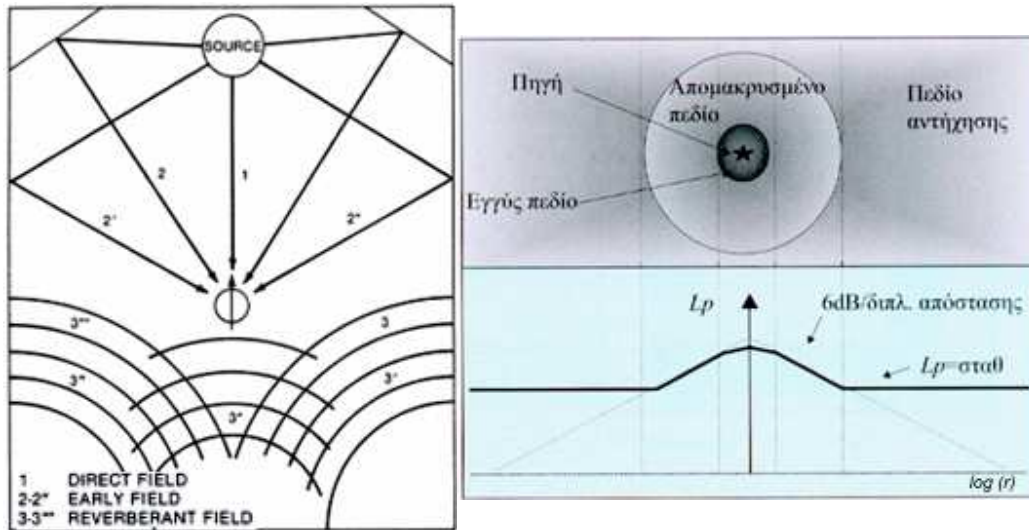 SOURCE
2
1
2'
2"
3""
3
3"
3'
3"
1 DIRECT FIELD
2-2" EARLY FIELD
3-3"" REVERBERANT FIELD
Πηγή
Απομακρυσμένο
πεδίο
Πεδίο
αντήχησης
Εγγύς πεδίο
Lp
6dB/διπλ. απόστασης
Lp=σταθ
log (r)